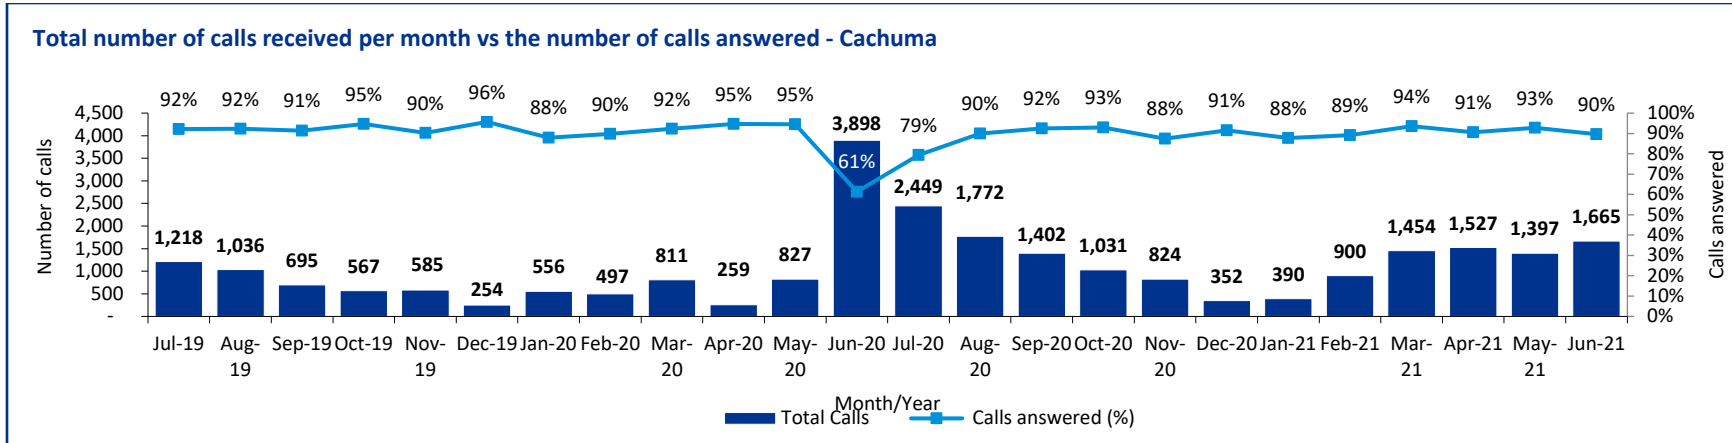 Total number of calls received per month vs the number of calls answered - Cachuma
92% 92% 91% 95% 90% 96% 88% 90% 92% 95% 95% 61% 79% 90% 92% 93% 88% 91% 88% 89% 94% 91% 93% 90%
Number of calls
4,500
4,000
3,500
3,000
2,500
2,000
1,500
1,000
500
-
1,218 1,036 695 567 585 254 556 497 811 259 827 3,898 2,449 1,772 1,402 1,031 824 352 390 900 1,454 1,527 1,397 1,665
100%
90%
80%
70%
60%
50%
40%
30%
20%
10%
0%
Calls answered
Jul-19 Aug- Sep-19 Oct-19 Nov- Dec-19 Jan-20 Feb-20 Mar- Apr-20 May- Jun-20 Jul-20 Aug- Sep-20 Oct-20 Nov- Dec-20 Jan-21 Feb-21 Mar- Apr-21 May- Jun-21
19 19 20 20 20 20 21 21
Month/Year
Total Calls Calls answered (%)